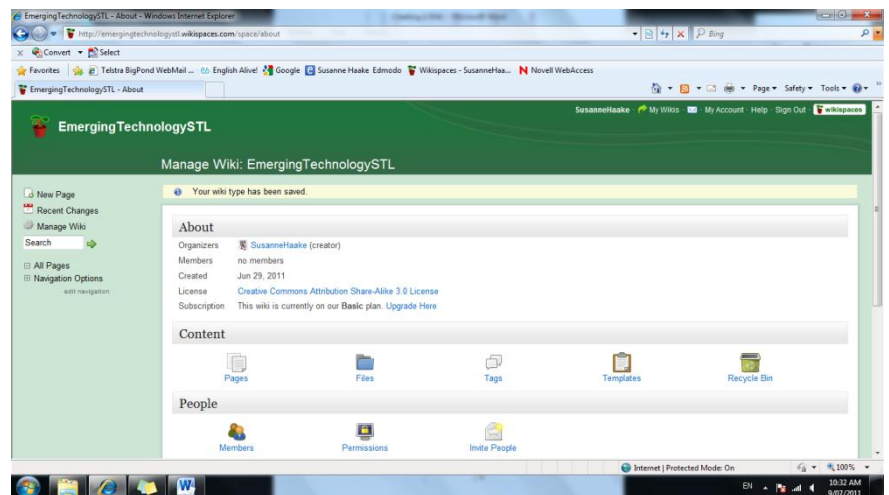 EmergingTechnologySTL - About - Windows Internet Explorer
http://emergingtechnologystl.wikispaces.com/space/about
Bing
x Convert Select
Favorites Telstra BigPond WebMail ... English Alive! Google Susanne Haake Edmodo Wikispaces - SusanneHaa... Novell WebAccess
EmergingTechnologySTL - About
Page Safety Tools
SusanneHaake My Wikis My Account Help Sign Out wikispaces
EmergingTechnologySTL
Manage Wiki: EmergingTechnologySTL
New Page
Recent Changes
Manage Wiki
Search
All Pages
Navigation Options
edit navigation
Your wiki type has been saved.
About
Organizers SusanneHaake (creator)
Members no members
Created Jun 29, 2011
License Creative Commons Attribution Share-Alike 3.0 License
Subscription This wiki is currently on our Basic plan. Upgrade Here
Content
Pages Files Tags Templates Recycle Bin
People
Members Permissions Invite People
Internet | Protected Mode: On 100%
EN 10:32 AM
9/07/2011